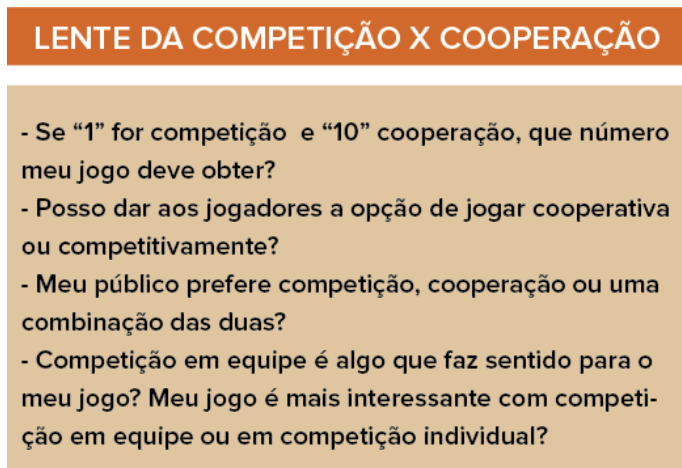 LENTE DA COMPETIÇÃO X COOPERAÇÃO
- Se “1” for competição e “10” cooperação, que número
meu jogo deve obter?
- Posso dar aos jogadores a opção de jogar cooperativa
ou competitivamente?
- Meu público prefere competição, cooperação ou uma
combinação das duas?
- Competição em equipe é algo que faz sentido para o
meu jogo? Meu jogo é mais interessante com competi-
ção em equipe ou em competição individual?